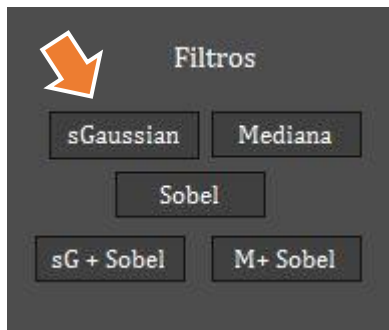 Filtros
sGaussian Mediana
Sobel
sG + Sobel M+ Sobel